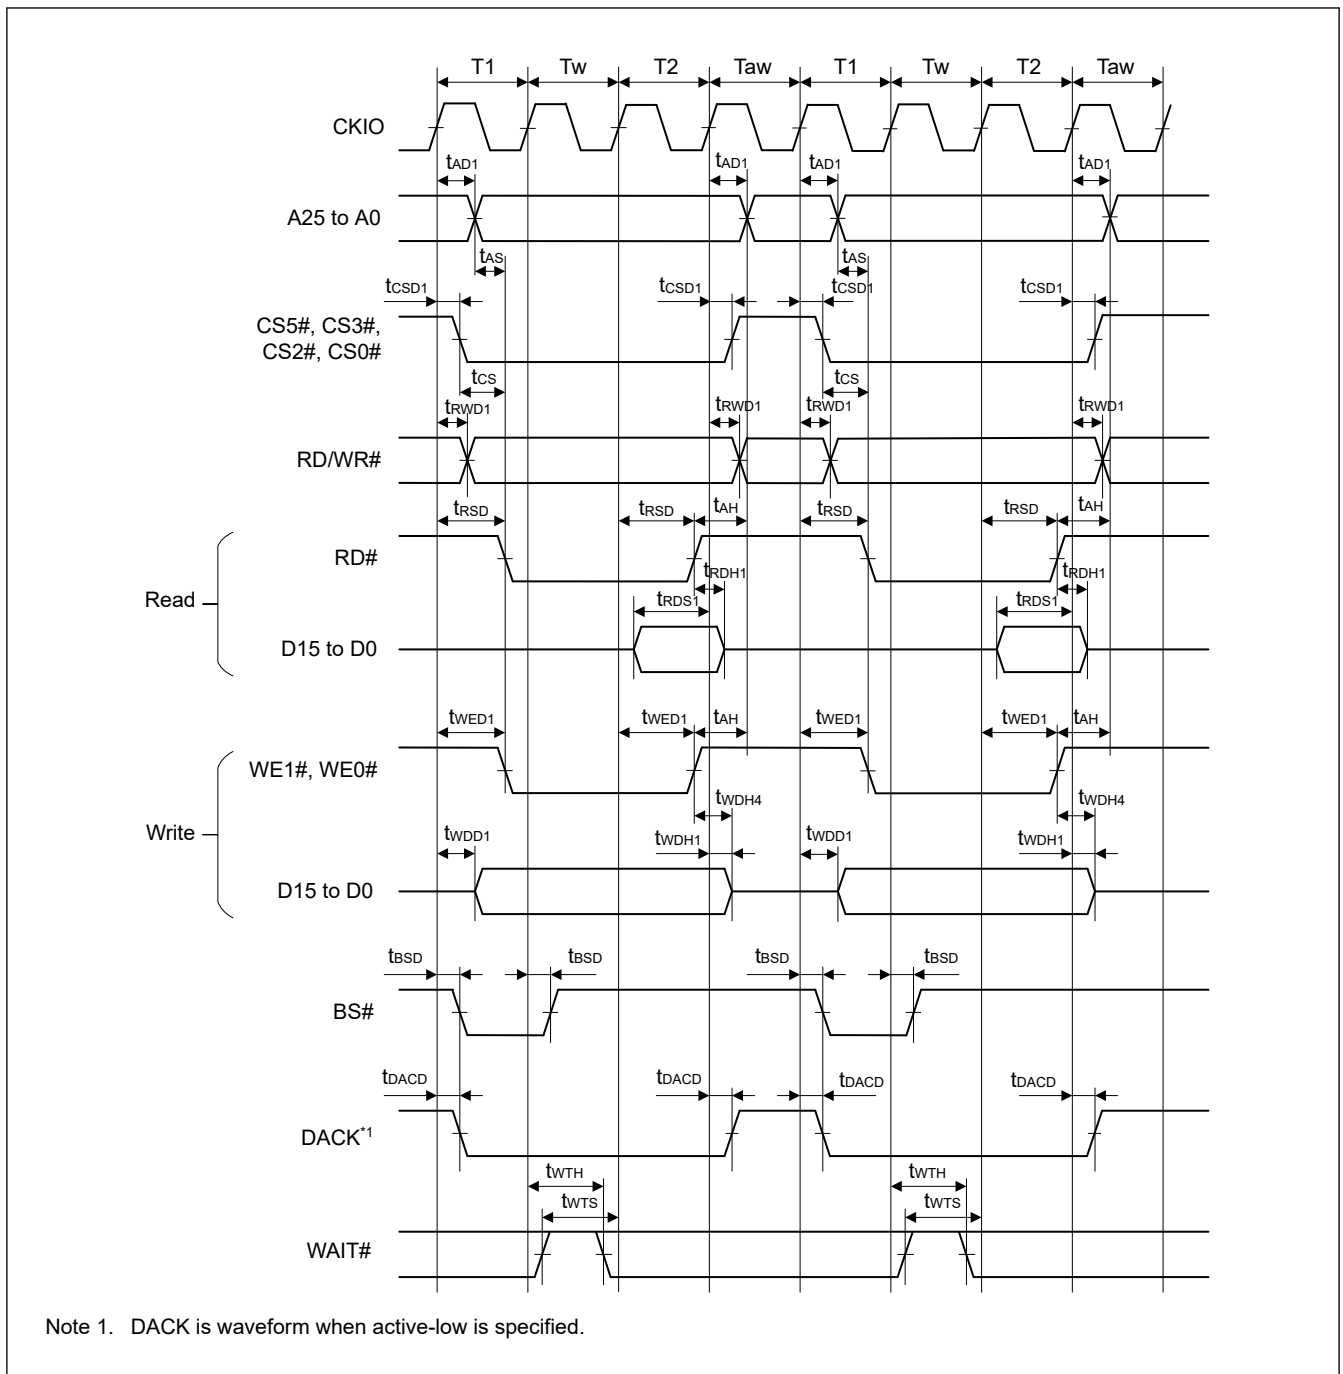 T1 Tw T2 Taw T1 Tw T2 Taw
CKIO
tAD1 tAD1 tAD1 tAD1
A25 to A0
tAS tAS
tCSD1 tCSD1 tCSD1 tCSD1
CS5#, CS3#,
CS2#, CS0#
tCS tCS
tRWD1 tRWD1 tRWD1 tRWD1
RD/WR#
tRSD tRSD tAH tRSD tRSD tAH
RD#
tRDH1 tRDH1
Read
tRDS1 tRDS1
D15 to D0
tWED1 tWED1 tAH tWED1 tWED1 tAH
WE1#, WE0#
tWDH4 tWDH4
Write
tWDD1 tWDH1 tWDD1 tWDH1
D15 to D0
tBSD tBSD tBSD tBSD
BS#
tDACD tDACD tDACD tDACD
DACK*1
tWTH tWTH
tWTS tWTS
WAIT#
Note 1. DACK is waveform when active-low is specified.